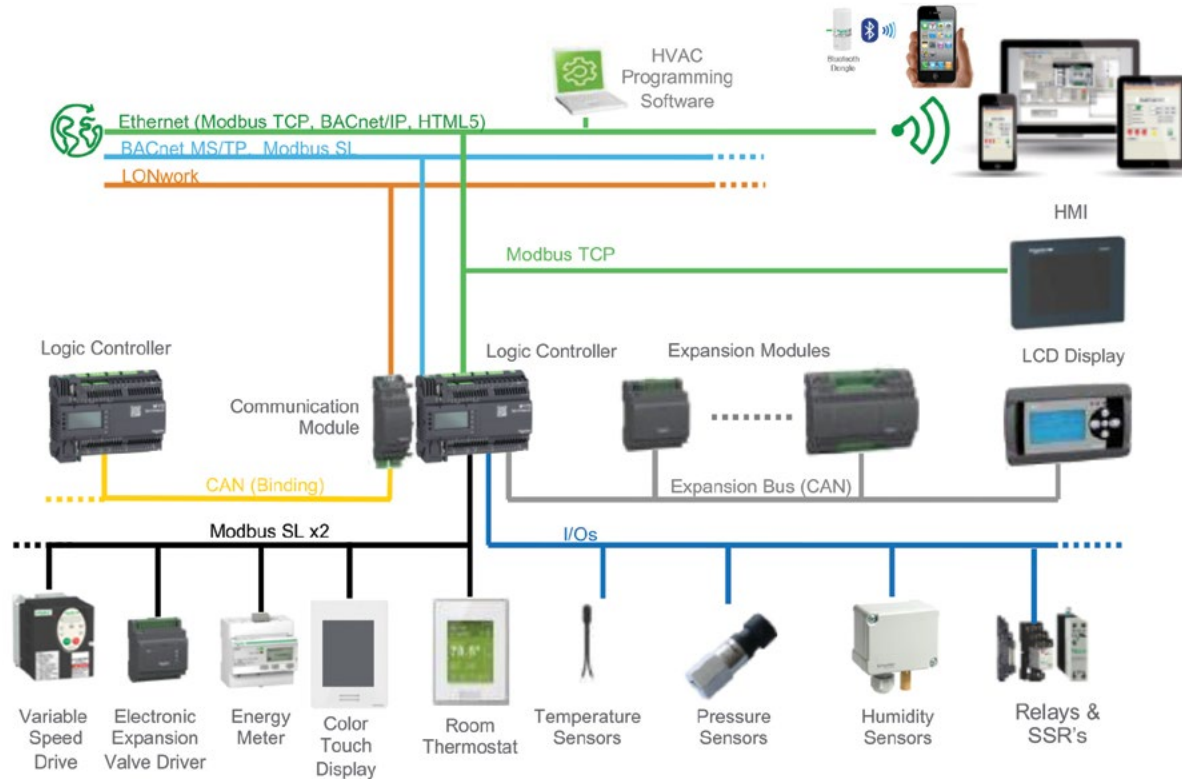 HVAC
Programming
Software
Bluetooth
Dongle
Ethernet (Modbus TCP, BACnet/IP, HTML5)
BACnet MS/TP, Modbus SL
LONwork
HMI
Modbus TCP
Logic Controller
Logic Controller
Expansion Modules
LCD Display
Communication
Module
CAN (Binding)
Expansion Bus (CAN)
Modbus SL x2
I/Os
Variable
Speed
Drive
Electronic
Expansion
Valve Driver
Energy
Meter
Color
Touch
Display
Room
Thermostat
Temperature
Sensors
Pressure
Sensors
Humidity
Sensors
Relays &
SSR's